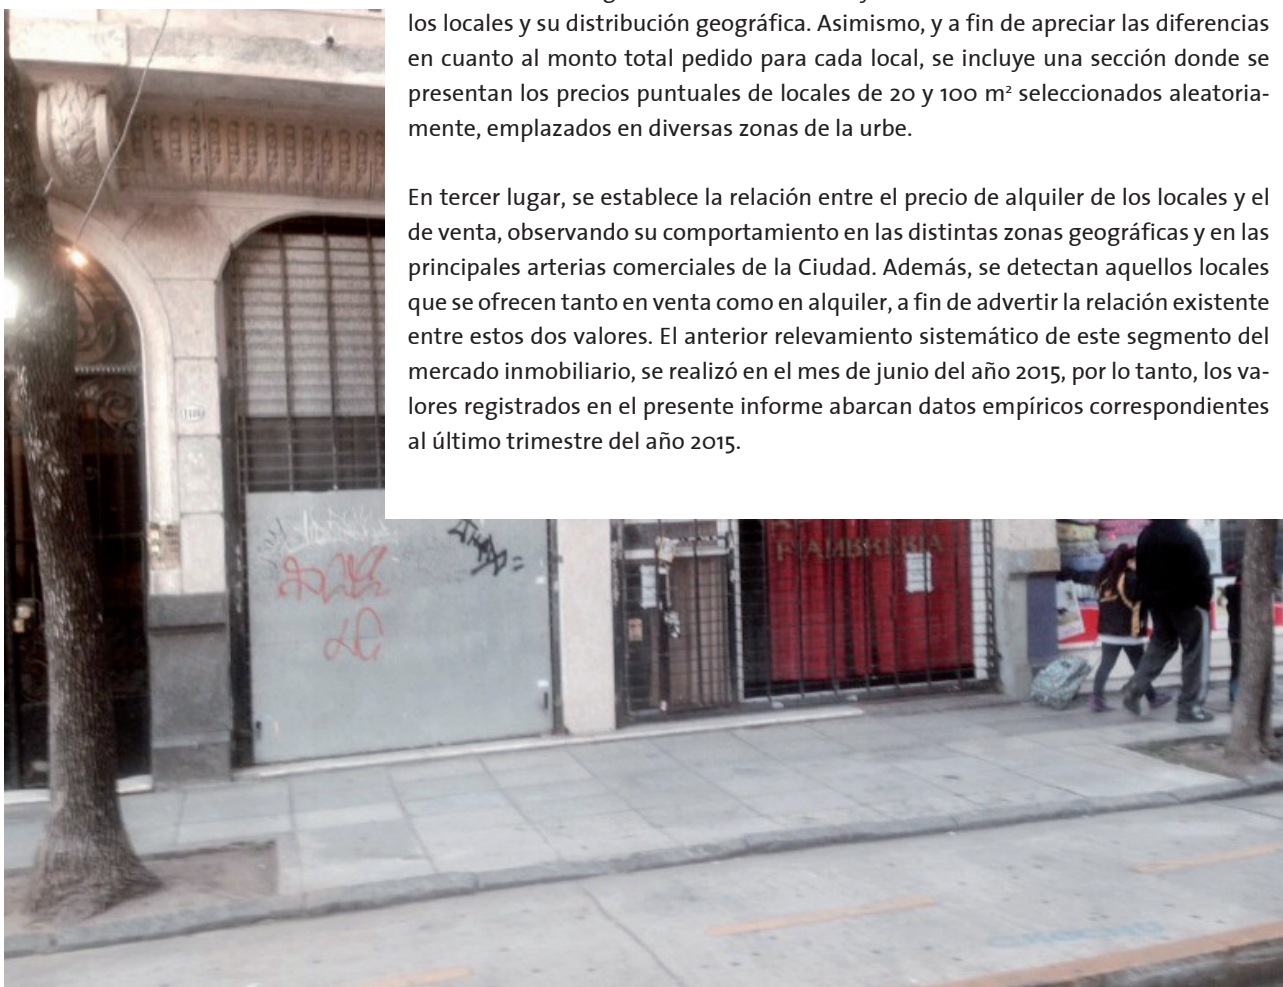 los locales y su distribución geográfica. Asimismo, y a fin de apreciar las diferencias
en cuanto al monto total pedido para cada local, se incluye una sección donde se
presentan los precios puntuales de locales de 20 y 100 m² seleccionados aleatoria-
mente, emplazados en diversas zonas de la urbe.
En tercer lugar, se establece la relación entre el precio de alquiler de los locales y el
de venta, observando su comportamiento en las distintas zonas geográficas y en las
principales arterias comerciales de la Ciudad. Además, se detectan aquellos locales
que se ofrecen tanto en venta como en alquiler, a fin de advertir la relación existente
entre estos dos valores. El anterior relevamiento sistemático de este segmento del
mercado inmobiliario, se realizó en el mes de junio del año 2015, por lo tanto, los va-
lores registrados en el presente informe abarcan datos empíricos correspondientes
al último trimestre del año 2015.
FIAMBRERIA